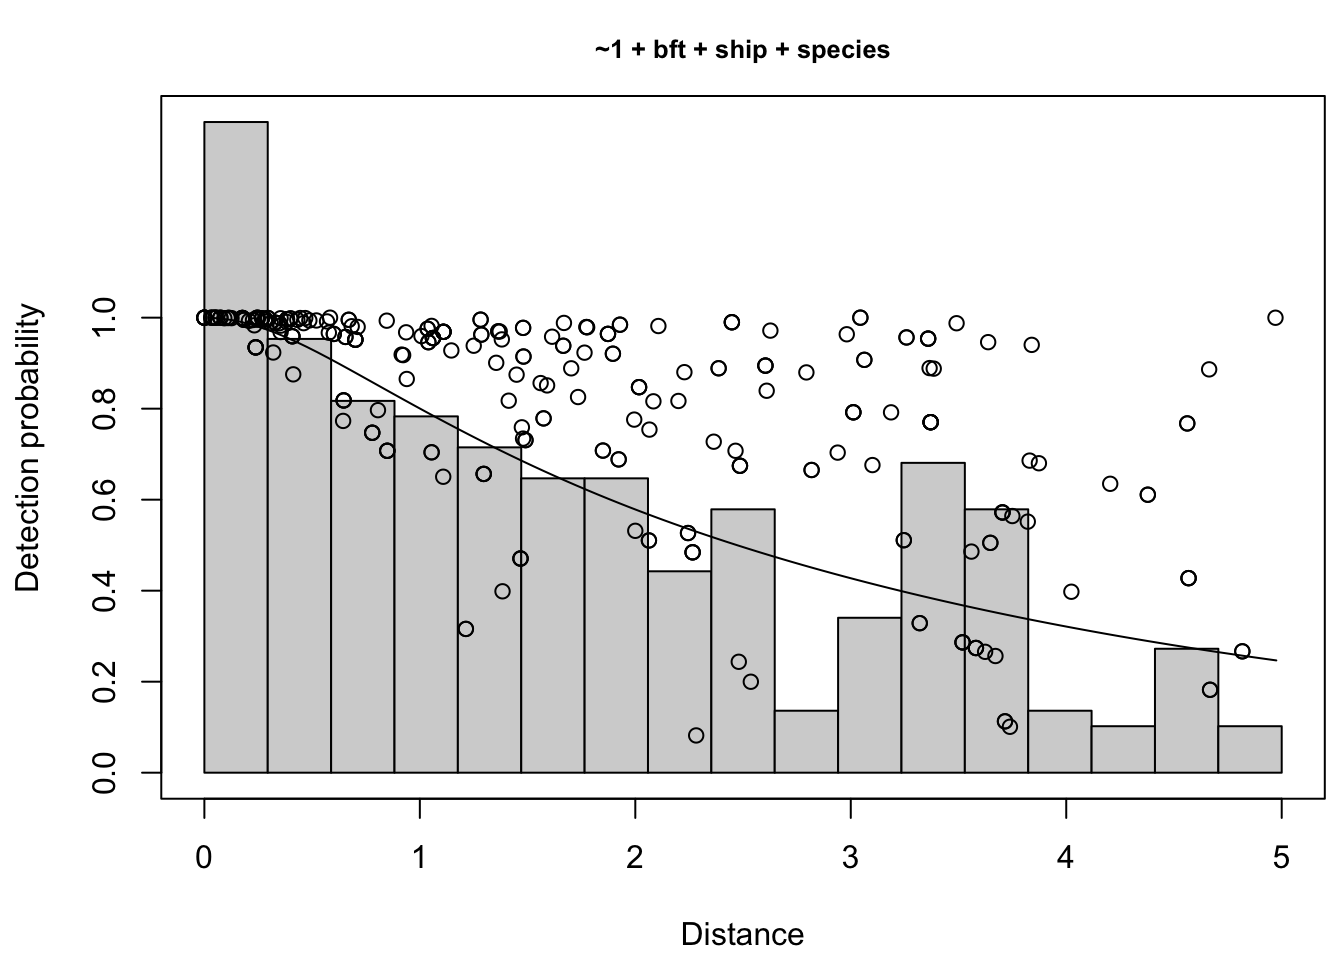 ~1 + bft + ship + species
Detection probability
1.0
0.8
0.6
0.4
0.2
0.0
0 1 2 3 4 5
Distance